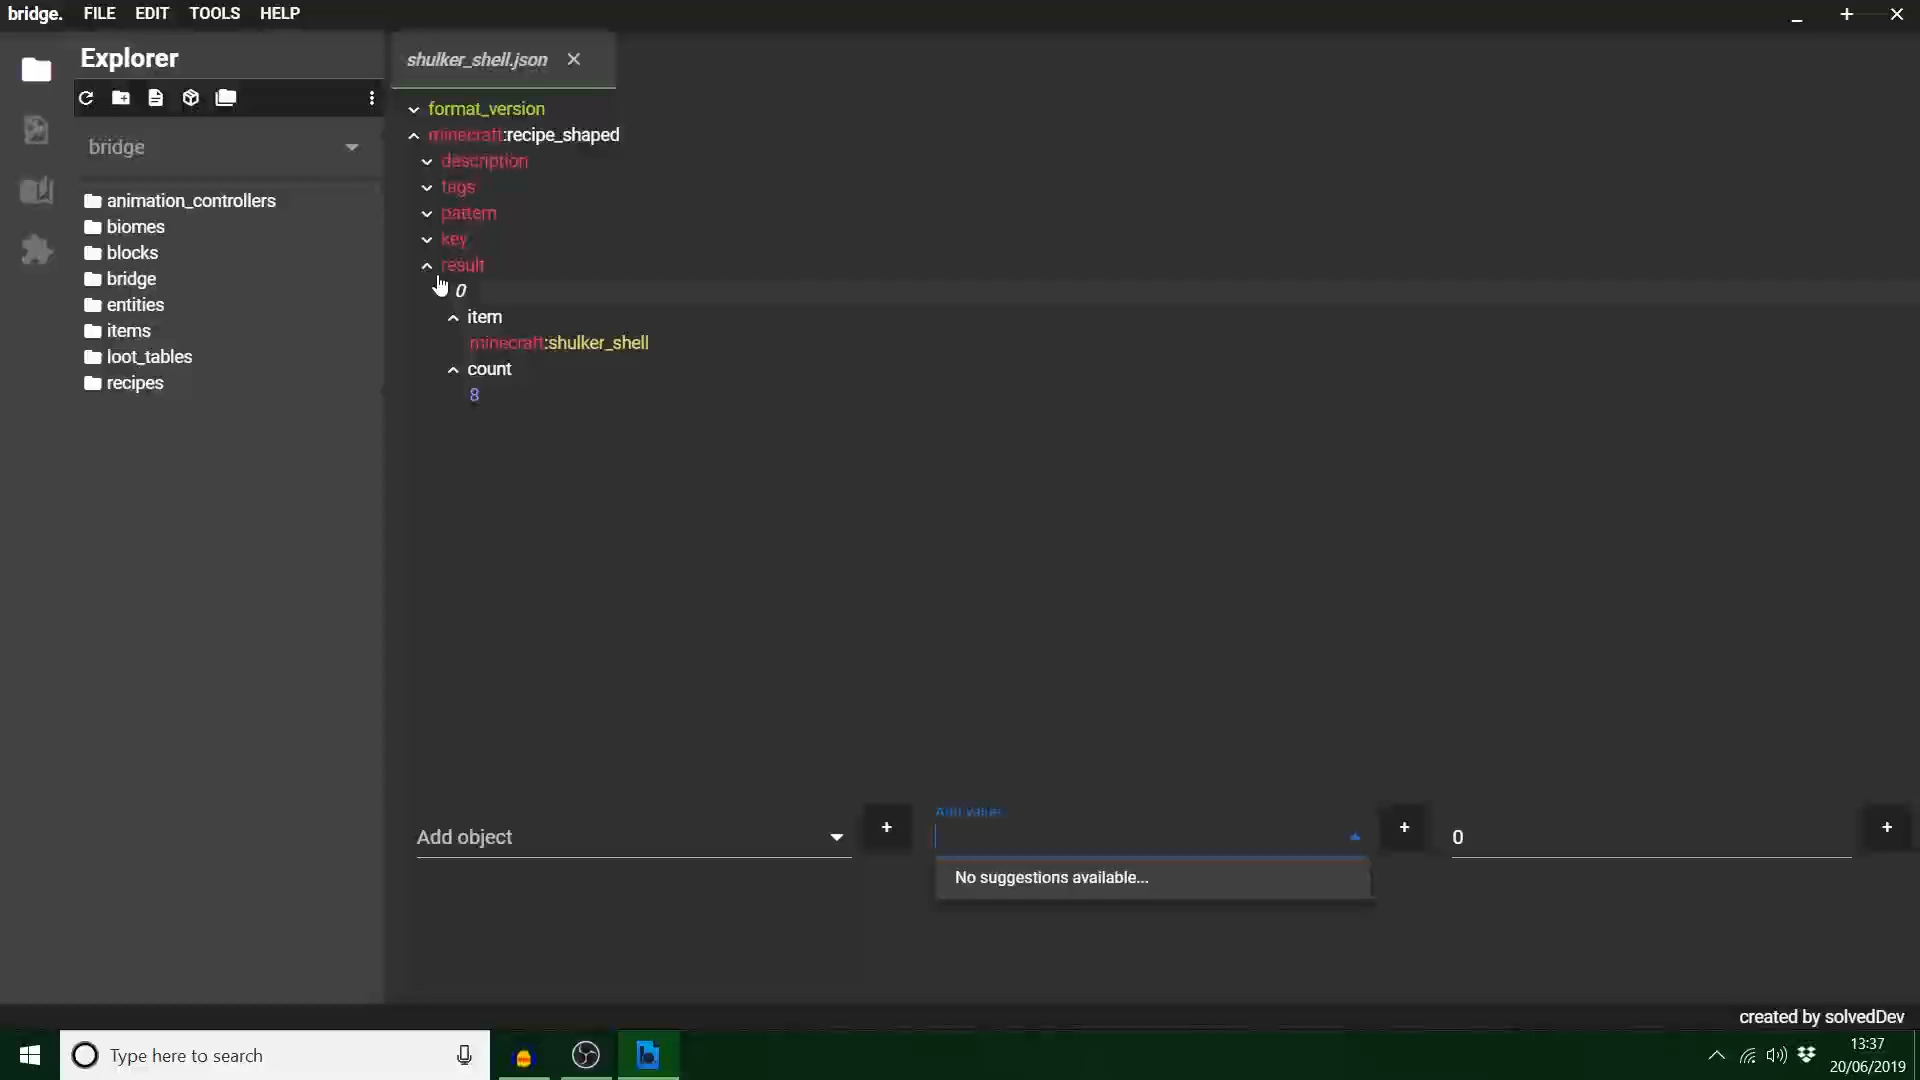 bridge. FILE EDIT TOOLS HELP
Explorer
bridge
animation_controllers
biomes
blocks
bridge
entities
items
loot_tables
recipes
shulker_shell.json
format_version
minecraft:recipe_shaped
description
tags
pattern
key
result
0
item
minecraft:shulker_shell
count
8
Add object
+
Add value
+
0
+
No suggestions available...
created by solvedDev
Type here to search
13:37
20/06/2019